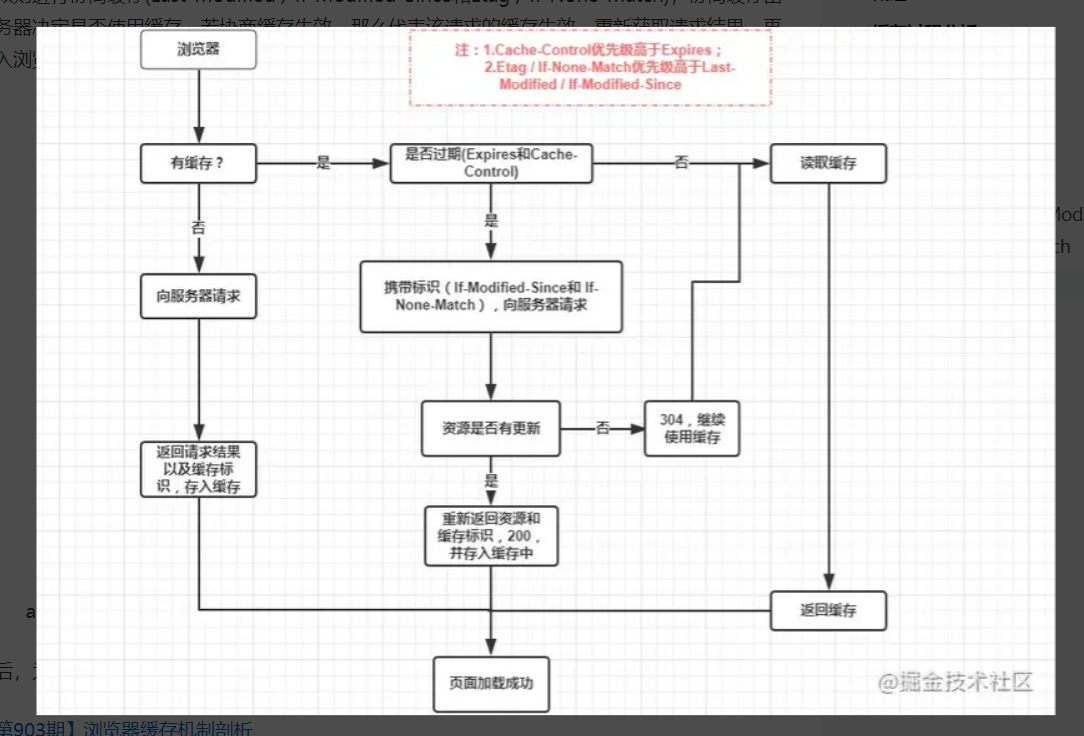 浏览器
注：1.Cache-Control优先级高于Expires；
2.Etag / If-None-Match优先级高于Last-
Modified / If-Modified-Since
有缓存？
是
是否过期(Expires和Cache-
Control)
否
读取缓存
否
是
向服务器请求
携带标识（If-Modified-Since和 If-
None-Match），向服务器请求
资源是否有更新
否
304，继续
使用缓存
返回请求结果
以及缓存标
识，存入缓存
是
重新返回资源和
缓存标识，200，
并存入缓存中
返回缓存
页面加载成功
@掘金技术社区
第903期】浏览器缓存机制剖析